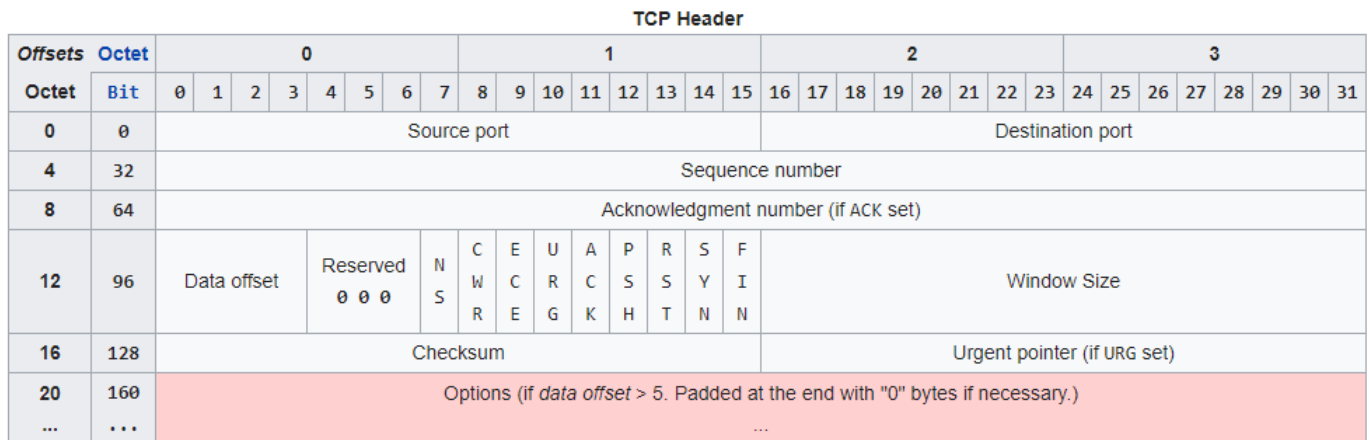 TCP Header
Offsets Octet 0 1 2 3
Octet Bit 0 1 2 3 4 5 6 7 8 9 10 11 12 13 14 15 16 17 18 19 20 21 22 23 24 25 26 27 28 29 30 31
0 0 Source port Destination port
4 32 Sequence number
8 64 Acknowledgment number (if ACK set)
12 96 Data offset Reserved 0 0 0 NS CWR ECE URG ACK PSH RST SYN FIN Window Size
16 128 Checksum Urgent pointer (if URG set)
20 160 Options (if data offset > 5. Padded at the end with "0" bytes if necessary.)
... ... ...